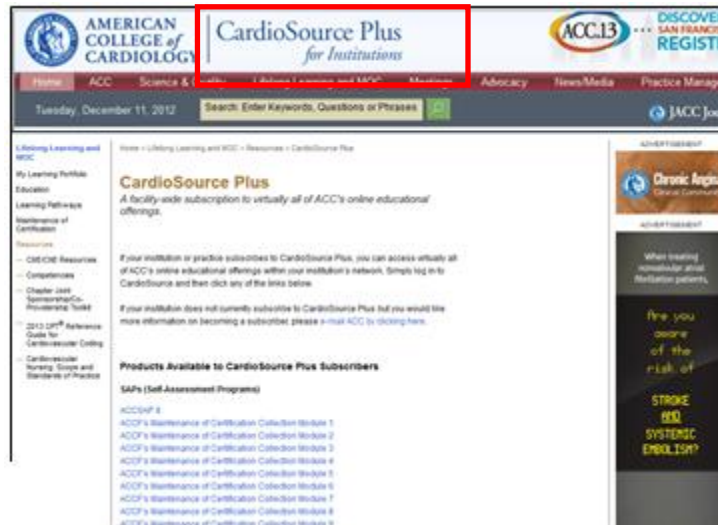 AMERICAN
COLLEGE of
CARDIOLOGY
CardioSource Plus
for Institutions
ACC.13
DISCOVE
SAN FRANCIS
REGIST
Home ACC Science & Quality Lifelong Learning and MOC Meetings Advocacy News/Media Practice Manag
Tuesday, December 11, 2012
Search: Enter Keywords, Questions or Phrases
JACC Jou
Lifelong Learning and
MOC
My Learning Portfolio
Education
Learning Pathways
Maintenance of
Certification
Resources
CME/CNE Resources
Competencies
Chapter Joint
Sponsorship/Co-
Providership Toolkit
2013 CPT® Reference
Guide for
Cardiovascular Coding
Cardiovascular
Nursing: Scope and
Standards of Practice
Home > Lifelong Learning and MOC > Resources > CardioSource Plus
CardioSource Plus
A facility-wide subscription to virtually all of ACC's online educational
offerings.
If your institution or practice subscribes to CardioSource Plus, you can access virtually all
of ACC's online educational offerings within your institution's network. Simply log in to
CardioSource and then click any of the links below.
If your institution does not currently subscribe to CardioSource Plus but you would like
more information on becoming a subscriber, please e-mail ACC by clicking here.
Products Available to CardioSource Plus Subscribers
SAPs (Self-Assessment Programs)
ACCSAP 8
ACCF's Maintenance of Certification Collection Module 1
ACCF's Maintenance of Certification Collection Module 2
ACCF's Maintenance of Certification Collection Module 3
ACCF's Maintenance of Certification Collection Module 4
ACCF's Maintenance of Certification Collection Module 5
ACCF's Maintenance of Certification Collection Module 6
ACCF's Maintenance of Certification Collection Module 7
ACCF's Maintenance of Certification Collection Module 8
ACCF's Maintenance of Certification Collection Module 9
ADVERTISEMENT
Chronic Angina
Clinical Communit
ADVERTISEMENT
When treating
nonvalvular atrial
fibrillation patients,
Are you
aware
of the
risk of
STROKE
AND
SYSTEMIC
EMBOLISM?